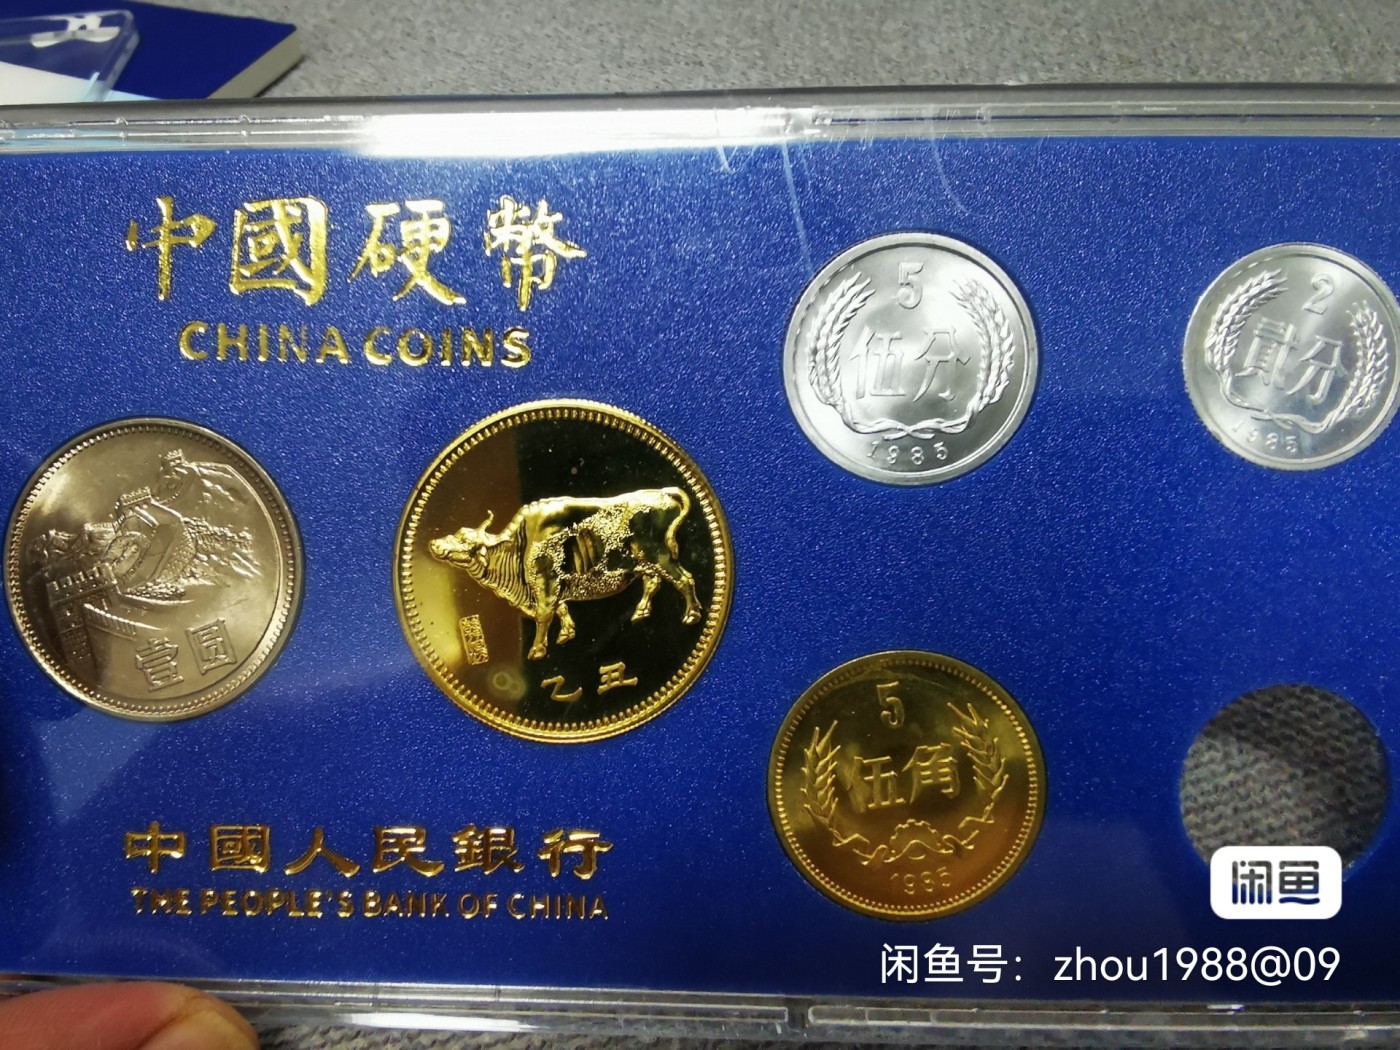 中國硬幣
CHINA COINS
5
伍分
1985
2
貳分
1985
壹圆
乙丑
5
伍角
1985
中國人民銀行
THE PEOPLE'S BANK OF CHINA
闲鱼
闲鱼号：zhou1988@09